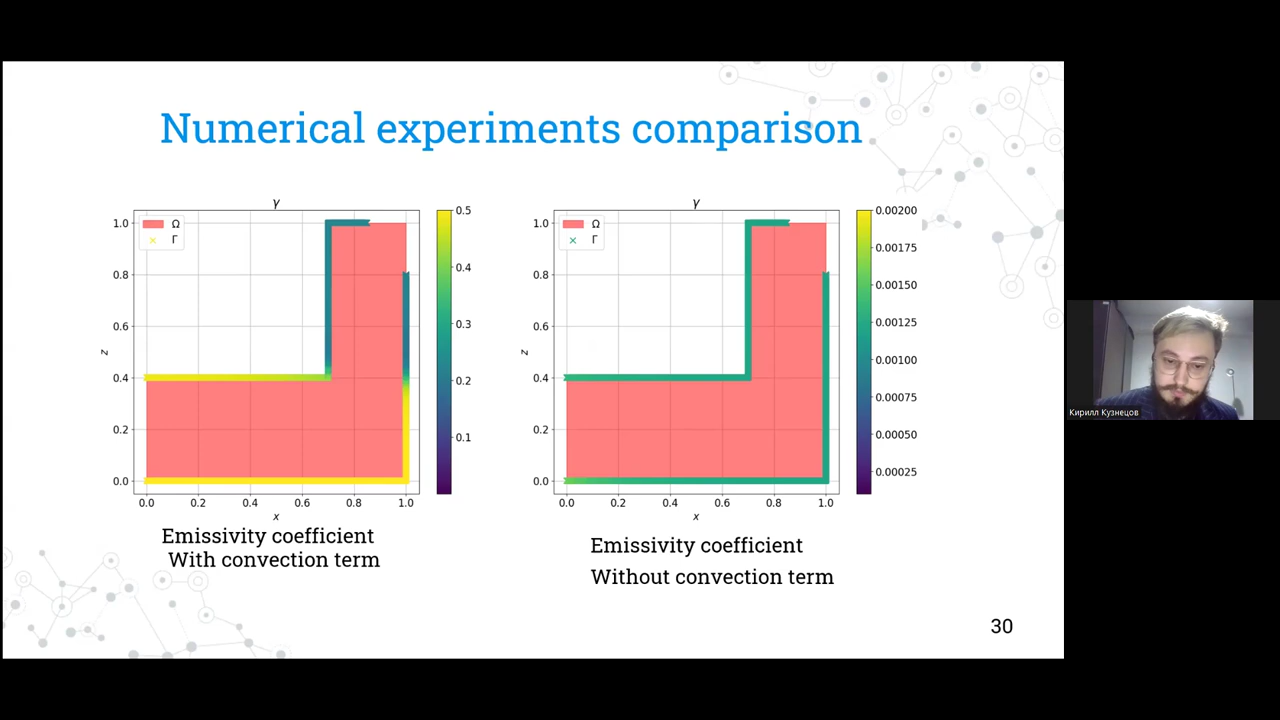 Numerical experiments comparison
γ
Ω
Γ
1.0
0.8
0.6
0.4
0.2
0.0
z
0.0 0.2 0.4 0.6 0.8 1.0
x
0.5
0.4
0.3
0.2
0.1
Emissivity coefficient
With convection term
γ
Ω
Γ
1.0
0.8
0.6
0.4
0.2
0.0
z
0.0 0.2 0.4 0.6 0.8 1.0
x
0.00200
0.00175
0.00150
0.00125
0.00100
0.00075
0.00050
0.00025
Emissivity coefficient
Without convection term
30
Кирилл Кузнецов